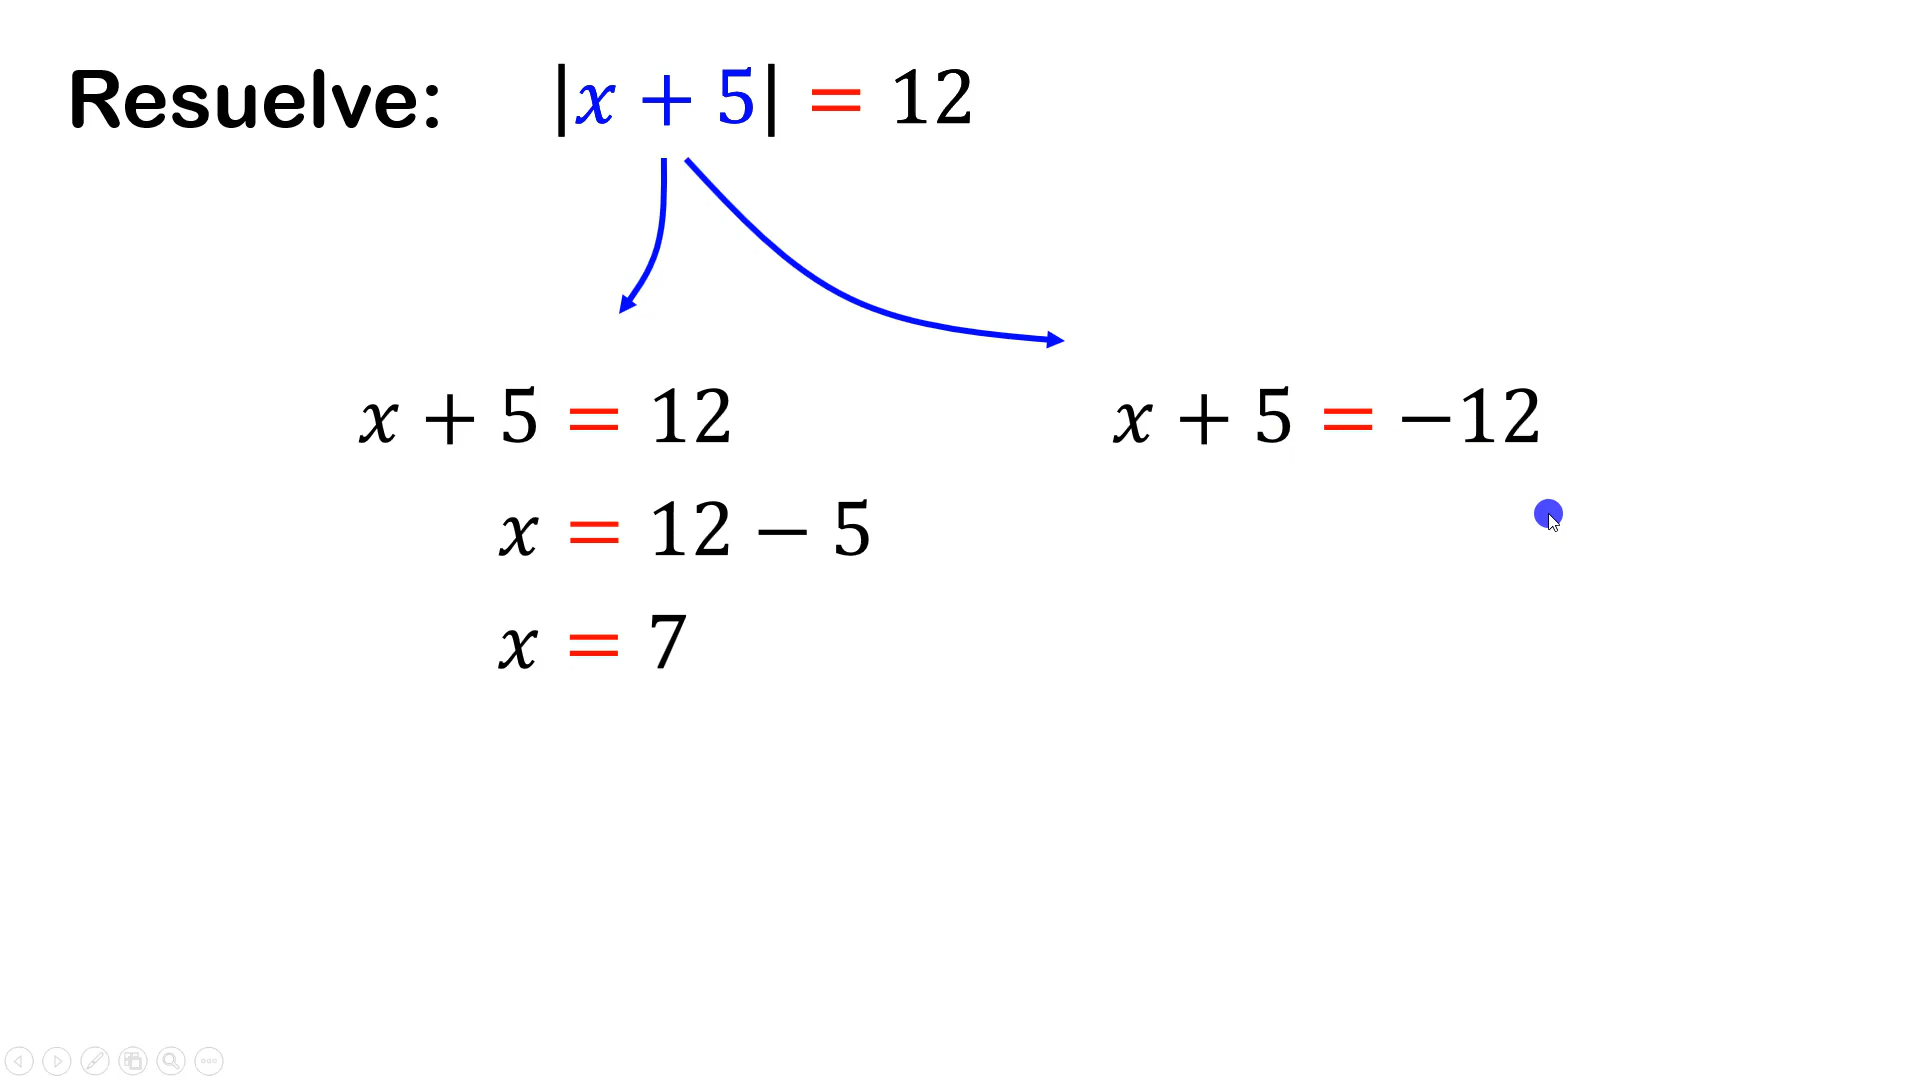 Resuelve: |x + 5| = 12
x + 5 = 12
x = 12 − 5
x = 7
x + 5 = −12